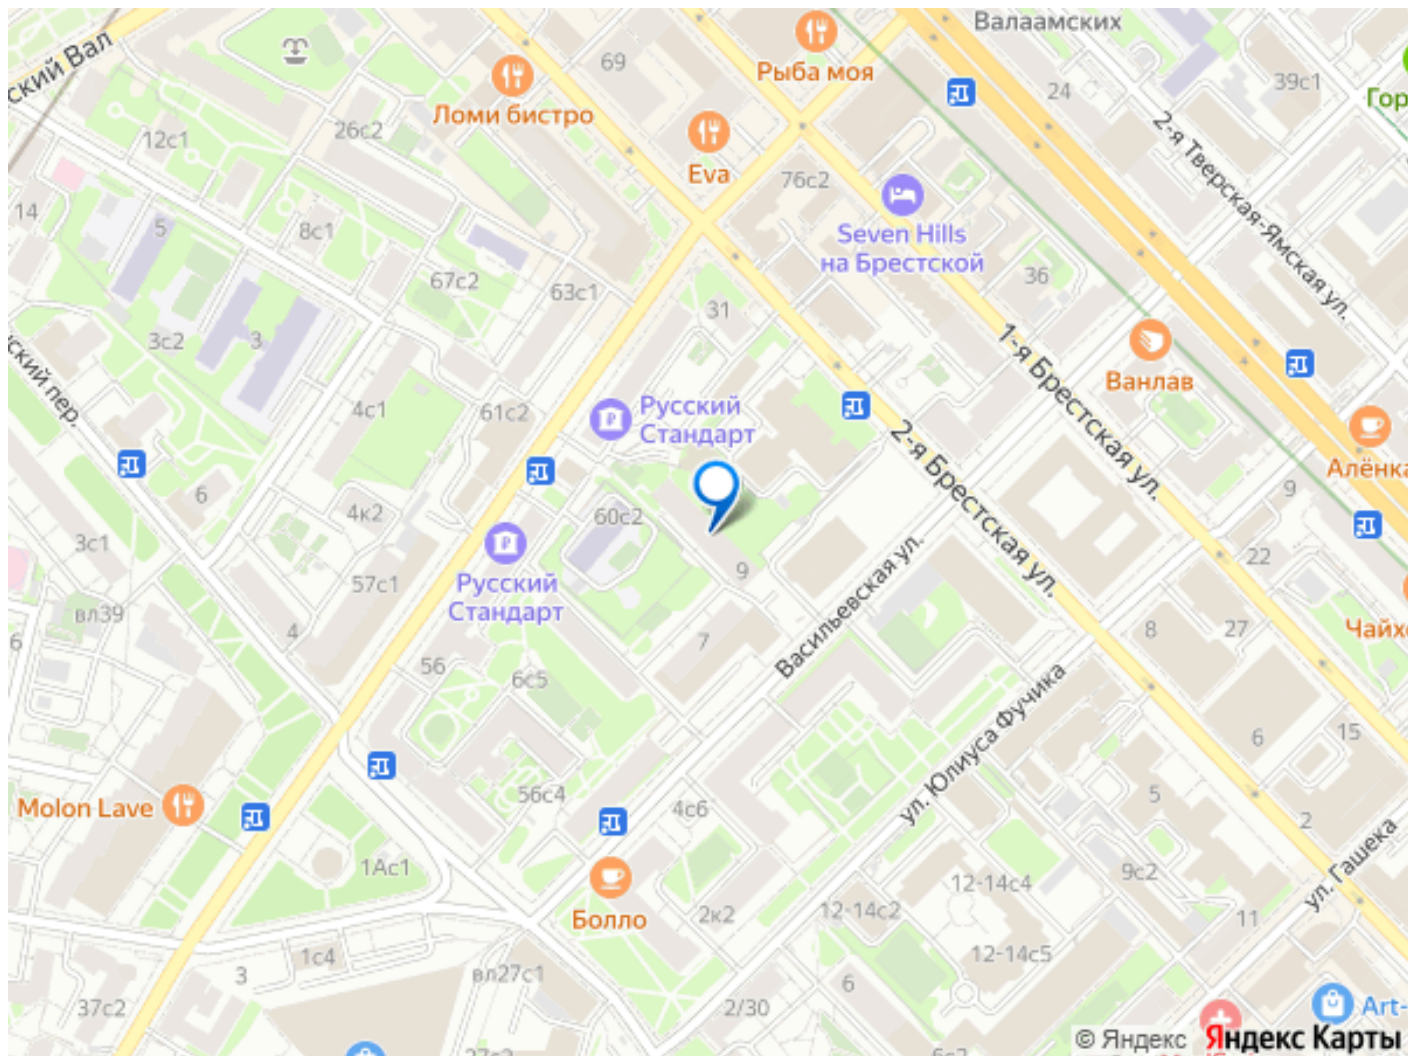 ский Вал
Валаамских
Рыба моя
69
24
39с1
Гор
Ломи бистро
26с2
12с1
Eva
76с2
2-я Тверская-Ямская ул.
14
5
8с1
Seven Hills
на Брестской
67с2
63с1
36
31
3с2
3
1-я Брестская ул.
Ванлав
ский пер.
4с1
61с2
Русский
Стандарт
2-я Брестская ул.
Алёнка
6
9
4к2
60с2
3с1
Русский
Стандарт
57с1
9
22
Васильевская ул.
вл39
4
6
7
8
27
Чайх
56
6с5
ул. Юлиуса Фучика
6
15
Molon Lave
56с4
4с6
5
2
ул. Гашека
1Ас1
9с2
12-14с4
Болло
2к2
12-14с2
11
1с4
12-14с5
3
вл27с1
6
37с2
2/30
Art-
© Яндекс
Яндекс Карты